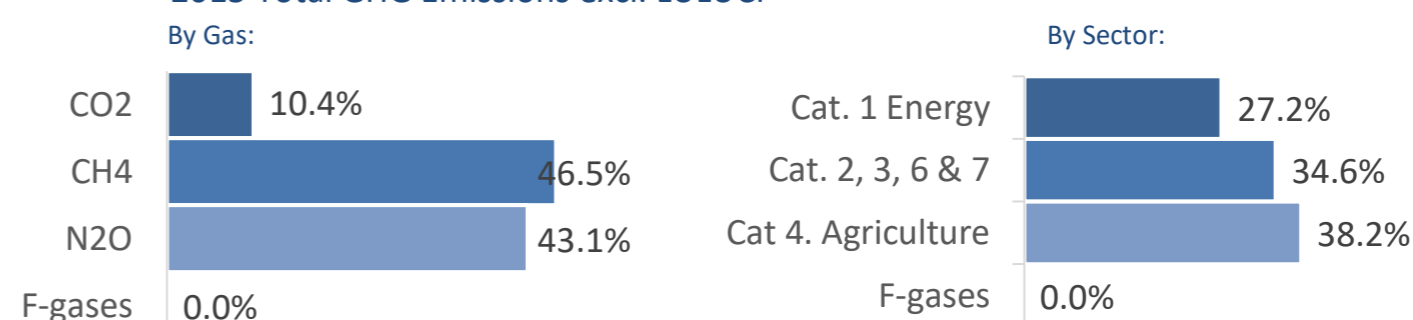 By Gas:
CO2 10.4%
CH4 46.5%
N2O 43.1%
F-gases 0.0%
By Sector:
Cat. 1 Energy 27.2%
Cat. 2, 3, 6 & 7 34.6%
Cat 4. Agriculture 38.2%
F-gases 0.0%